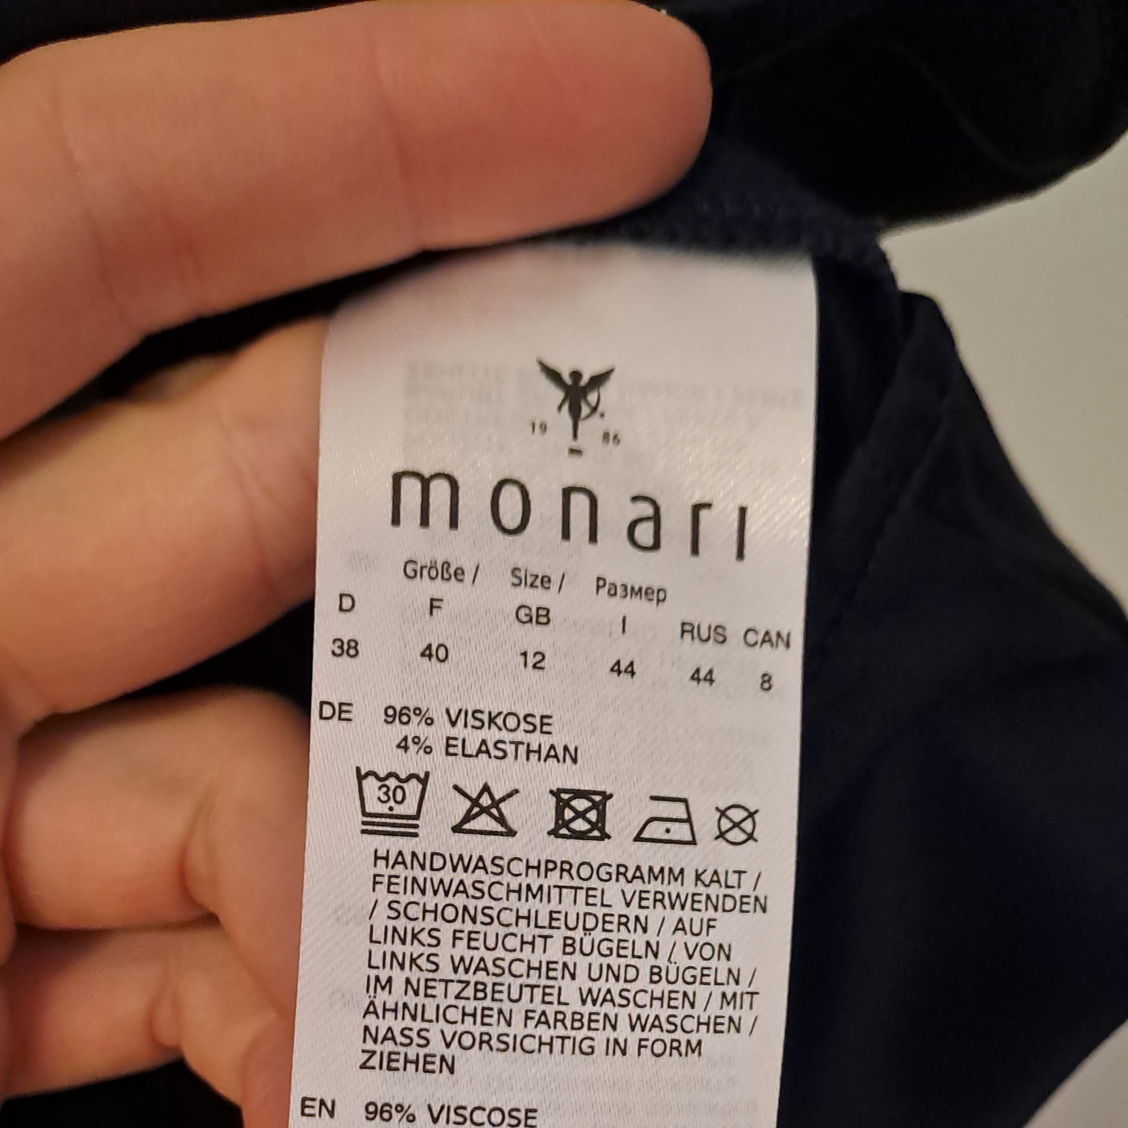 19 86
monari
Größe / Size / Размер
D F GB I RUS CAN
38 40 12 44 44 8
DE 96% VISKOSE
4% ELASTHAN
30
HANDWASCHPROGRAMM KALT /
FEINWASCHMITTEL VERWENDEN
/ SCHONSCHLEUDERN / AUF
LINKS FEUCHT BÜGELN / VON
LINKS WASCHEN UND BÜGELN /
IM NETZBEUTEL WASCHEN / MIT
ÄHNLICHEN FARBEN WASCHEN /
NASS VORSICHTIG IN FORM
ZIEHEN
EN 96% VISCOSE